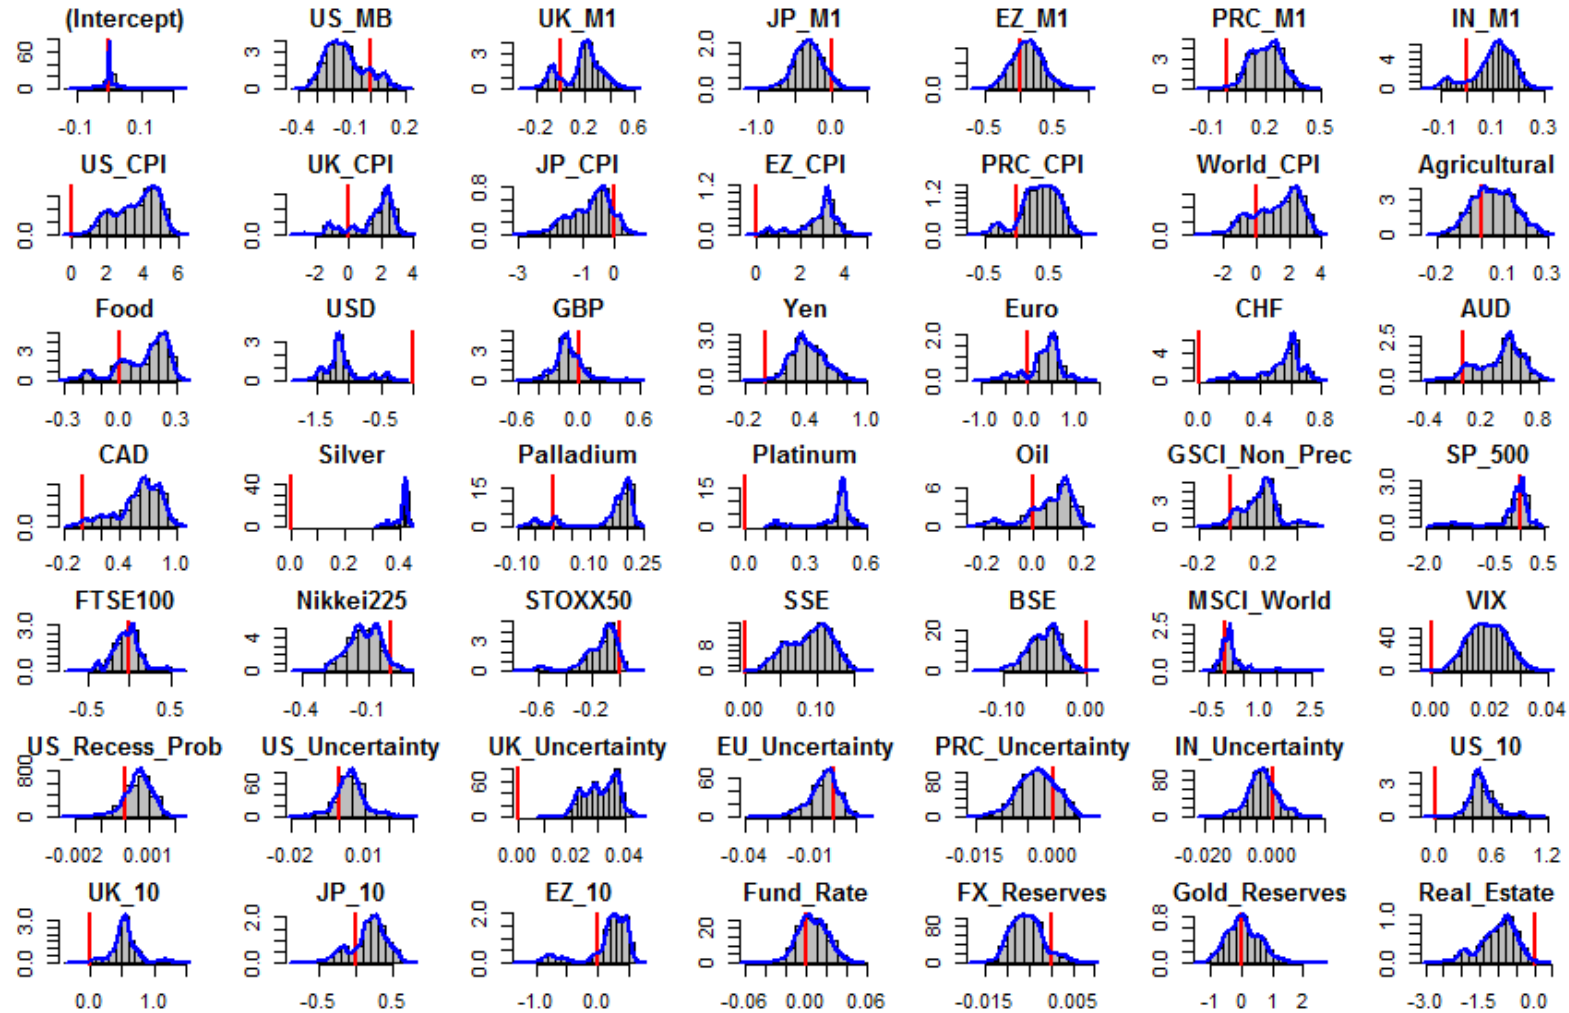 (Intercept) US_MB UK_M1 JP_M1 EZ_M1 PRC_M1 IN_M1
0 60 0 3 0 3 0.0 2.0 0.0 0 3 0 4
-0.1 0.1 -0.4 -0.1 0.2 -0.2 0.2 0.6 -1.0 0.0 -0.5 0.5 -0.1 0.2 0.5 -0.1 0.1 0.3
US_CPI UK_CPI JP_CPI EZ_CPI PRC_CPI World_CPI Agricultural
0.0 0.0 0.0 0.8 0.0 1.2 0.0 1.2 0.0 0 3
0 2 4 6 -2 0 2 4 -3 -1 0 0 2 4 -0.5 0.5 -2 0 2 4 -0.2 0.1 0.3
Food USD GBP Yen Euro CHF AUD
0 3 0 3 0 3 0.0 3.0 0.0 2.0 0 4 0.0 2.5
-0.3 0.0 0.3 -1.5 -0.5 -0.6 0.0 0.6 -0.2 0.4 1.0 -1.0 0.0 1.0 0.0 0.4 0.8 -0.4 0.2 0.8
CAD Silver Palladium Platinum Oil GSCI_Non_Prec SP_500
0.0 0 40 0 15 0 15 0 6 0 3 0.0 3.0
-0.2 0.4 1.0 0.0 0.2 0.4 -0.10 0.10 0.25 0.0 0.3 0.6 -0.2 0.0 0.2 -0.2 0.2 -2.0 -0.5 0.5
FTSE100 Nikkei225 STOXX50 SSE BSE MSCI_World VIX
0.0 3.0 0 4 0 3 0 8 0 20 0.0 2.5 0 40
-0.5 0.5 -0.4 -0.1 -0.6 -0.2 0.00 0.10 -0.10 0.00 -0.5 1.0 2.5 0.00 0.02 0.04
US_Recess_Prob US_Uncertainty UK_Uncertainty EU_Uncertainty PRC_Uncertainty IN_Uncertainty US_10
0 800 0 60 0 60 0 60 0 80 0 80 0 3
-0.002 0.001 -0.02 0.01 0.00 0.02 0.04 -0.04 -0.01 -0.015 0.000 -0.020 0.000 0.0 0.6 1.2
UK_10 JP_10 EZ_10 Fund_Rate FX_Reserves Gold_Reserves Real_Estate
0.0 3.0 0.0 2.0 0.0 2.0 0 20 0 80 0.0 0.8 0.0 1.0
0.0 1.0 -0.5 0.5 -1.0 0.0 -0.06 0.00 0.06 -0.015 0.005 -1 0 1 2 -3.0 -1.5 0.0